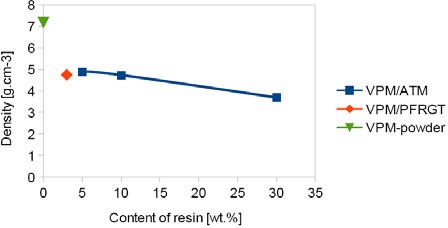 8
7
6
5
4
3
2
1
0
Density [g.cm-3]
0 5 10 15 20 25 30 35
Content of resin [wt.%]
VPM/ATM
VPM/PFRGT
VPM-powder